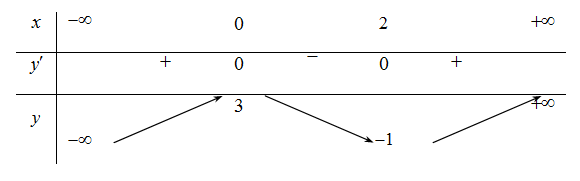 x −∞ 0 2 +∞
y′ + 0 − 0 +
3 +∞
y
−∞ −1